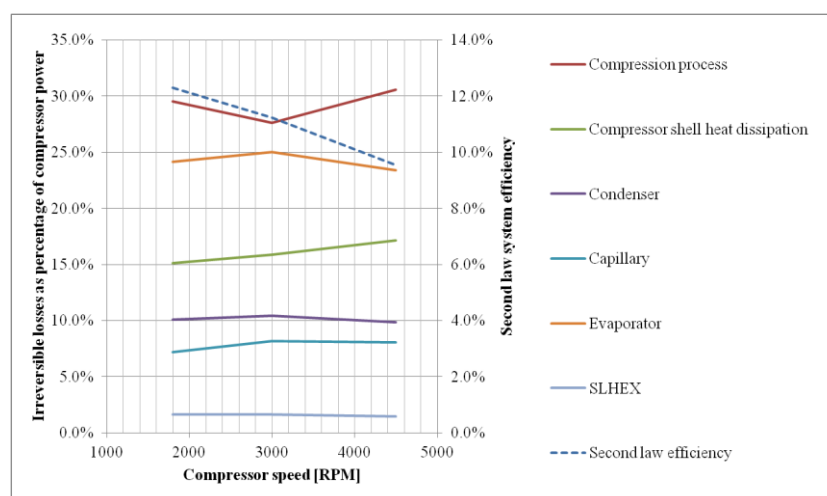 35.0%
30.0%
25.0%
20.0%
15.0%
10.0%
5.0%
0.0%
Irreversible losses as percentage of compressor power
14.0%
12.0%
10.0%
8.0%
6.0%
4.0%
2.0%
0.0%
Second law system efficiency
1000 2000 3000 4000 5000
Compressor speed [RPM]
Compression process
Compressor shell heat dissipation
Condenser
Capillary
Evaporator
SLHEX
Second law efficiency